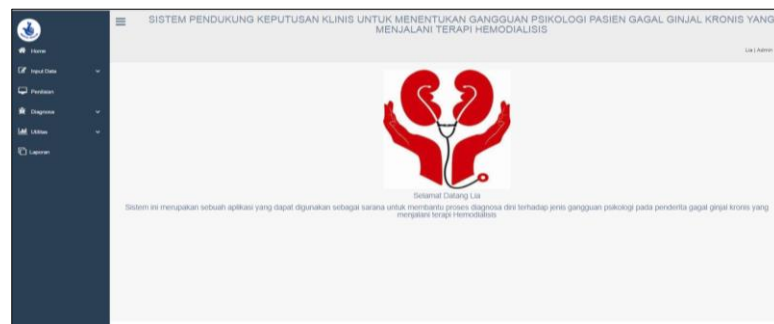 SISTEM PENDUKUNG KEPUTUSAN KLINIS UNTUK MENENTUKAN GANGGUAN PSIKOLOGI PASIEN GAGAL GINJAL KRONIS YANG
MENJALANI TERAPI HEMODIALISIS
Lia | Admin
Home
Input Data
Penilaian
Diagnosa
Utilitas
Laporan
Selamat Datang Lia
Sistem ini merupakan sebuah aplikasi yang dapat digunakan sebagai sarana untuk membantu proses diagnosa dini terhadap jenis gangguan psikologi pada penderita gagal ginjal kronis yang
menjalani terapi Hemodialisis